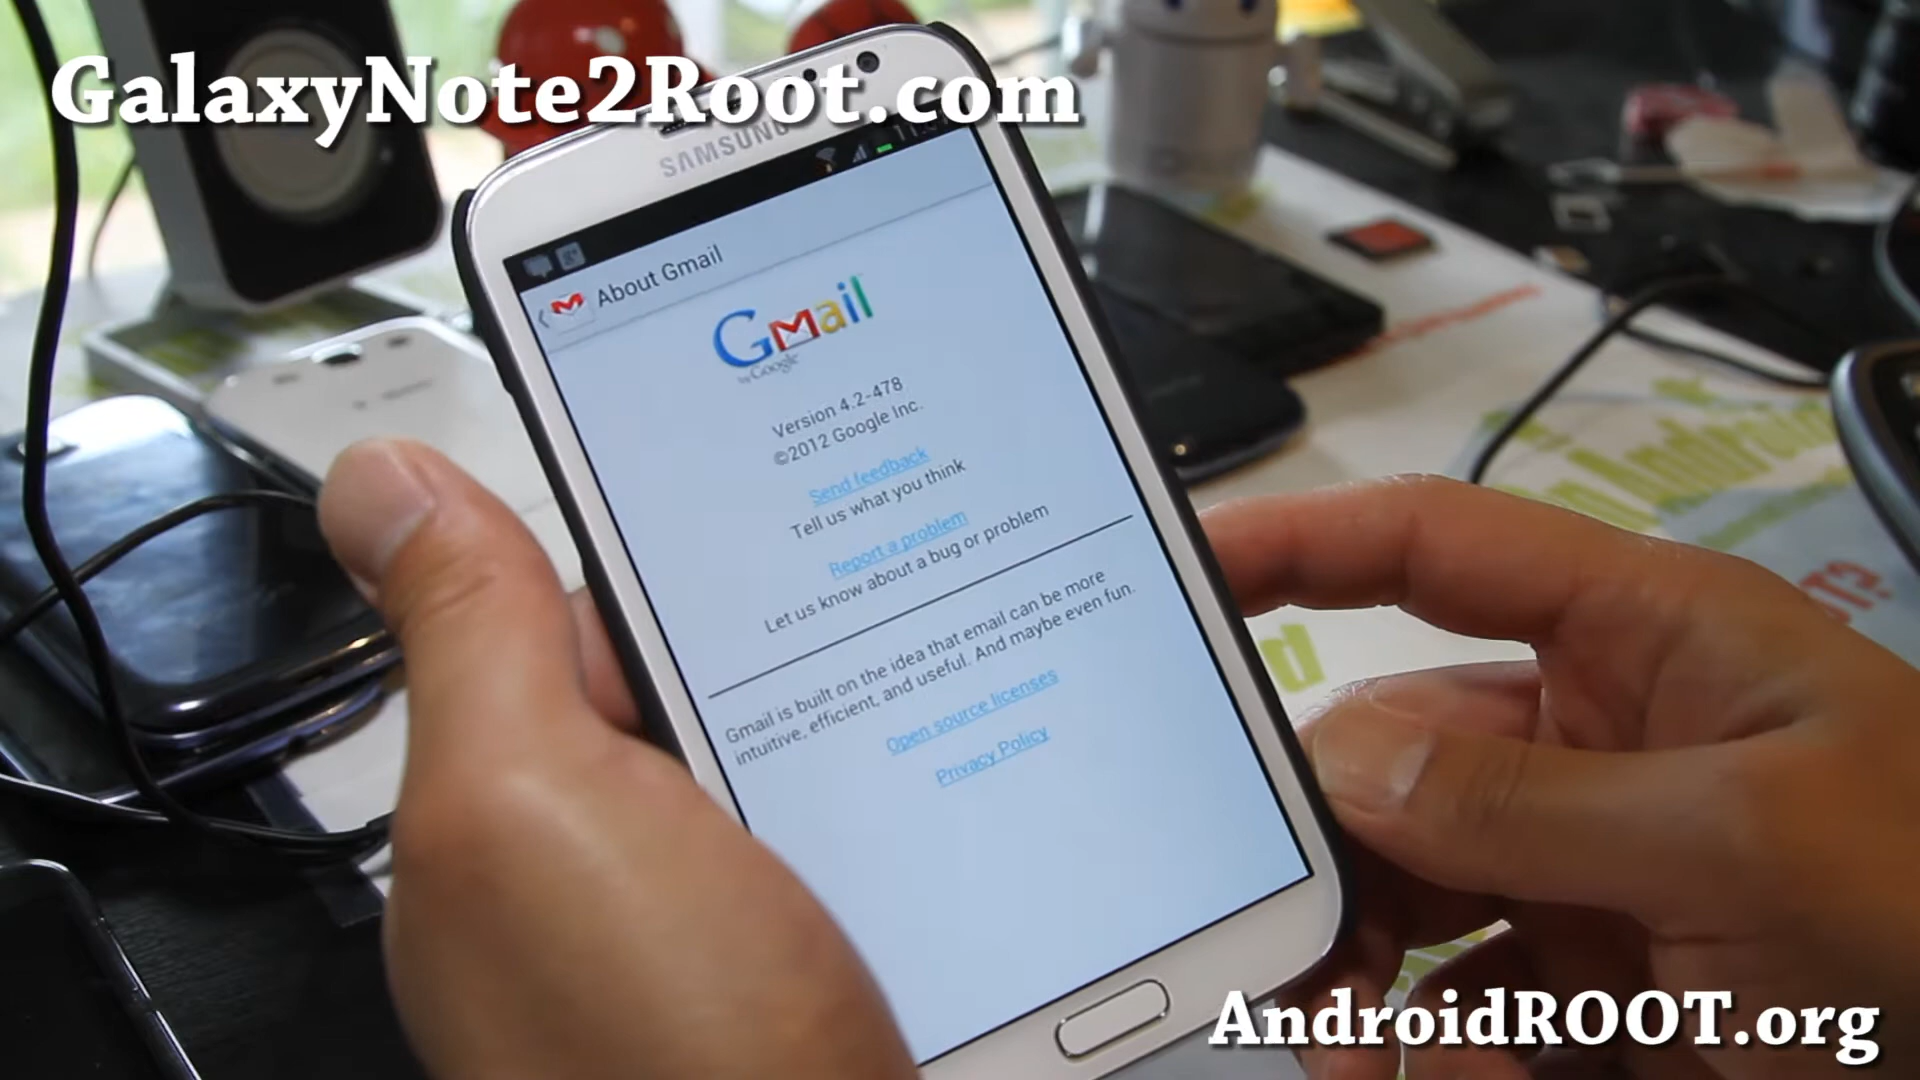 GalaxyNote2Root.com
SAMSUNG
About Gmail
Gmail
by Google
Version 4.2-478
©2012 Google Inc.
Send feedback
Tell us what you think
Report a problem
Let us know about a bug or problem
Gmail is built on the idea that email can be more
intuitive, efficient, and useful. And maybe even fun.
Open source licenses
Privacy Policy
AndroidROOT.org